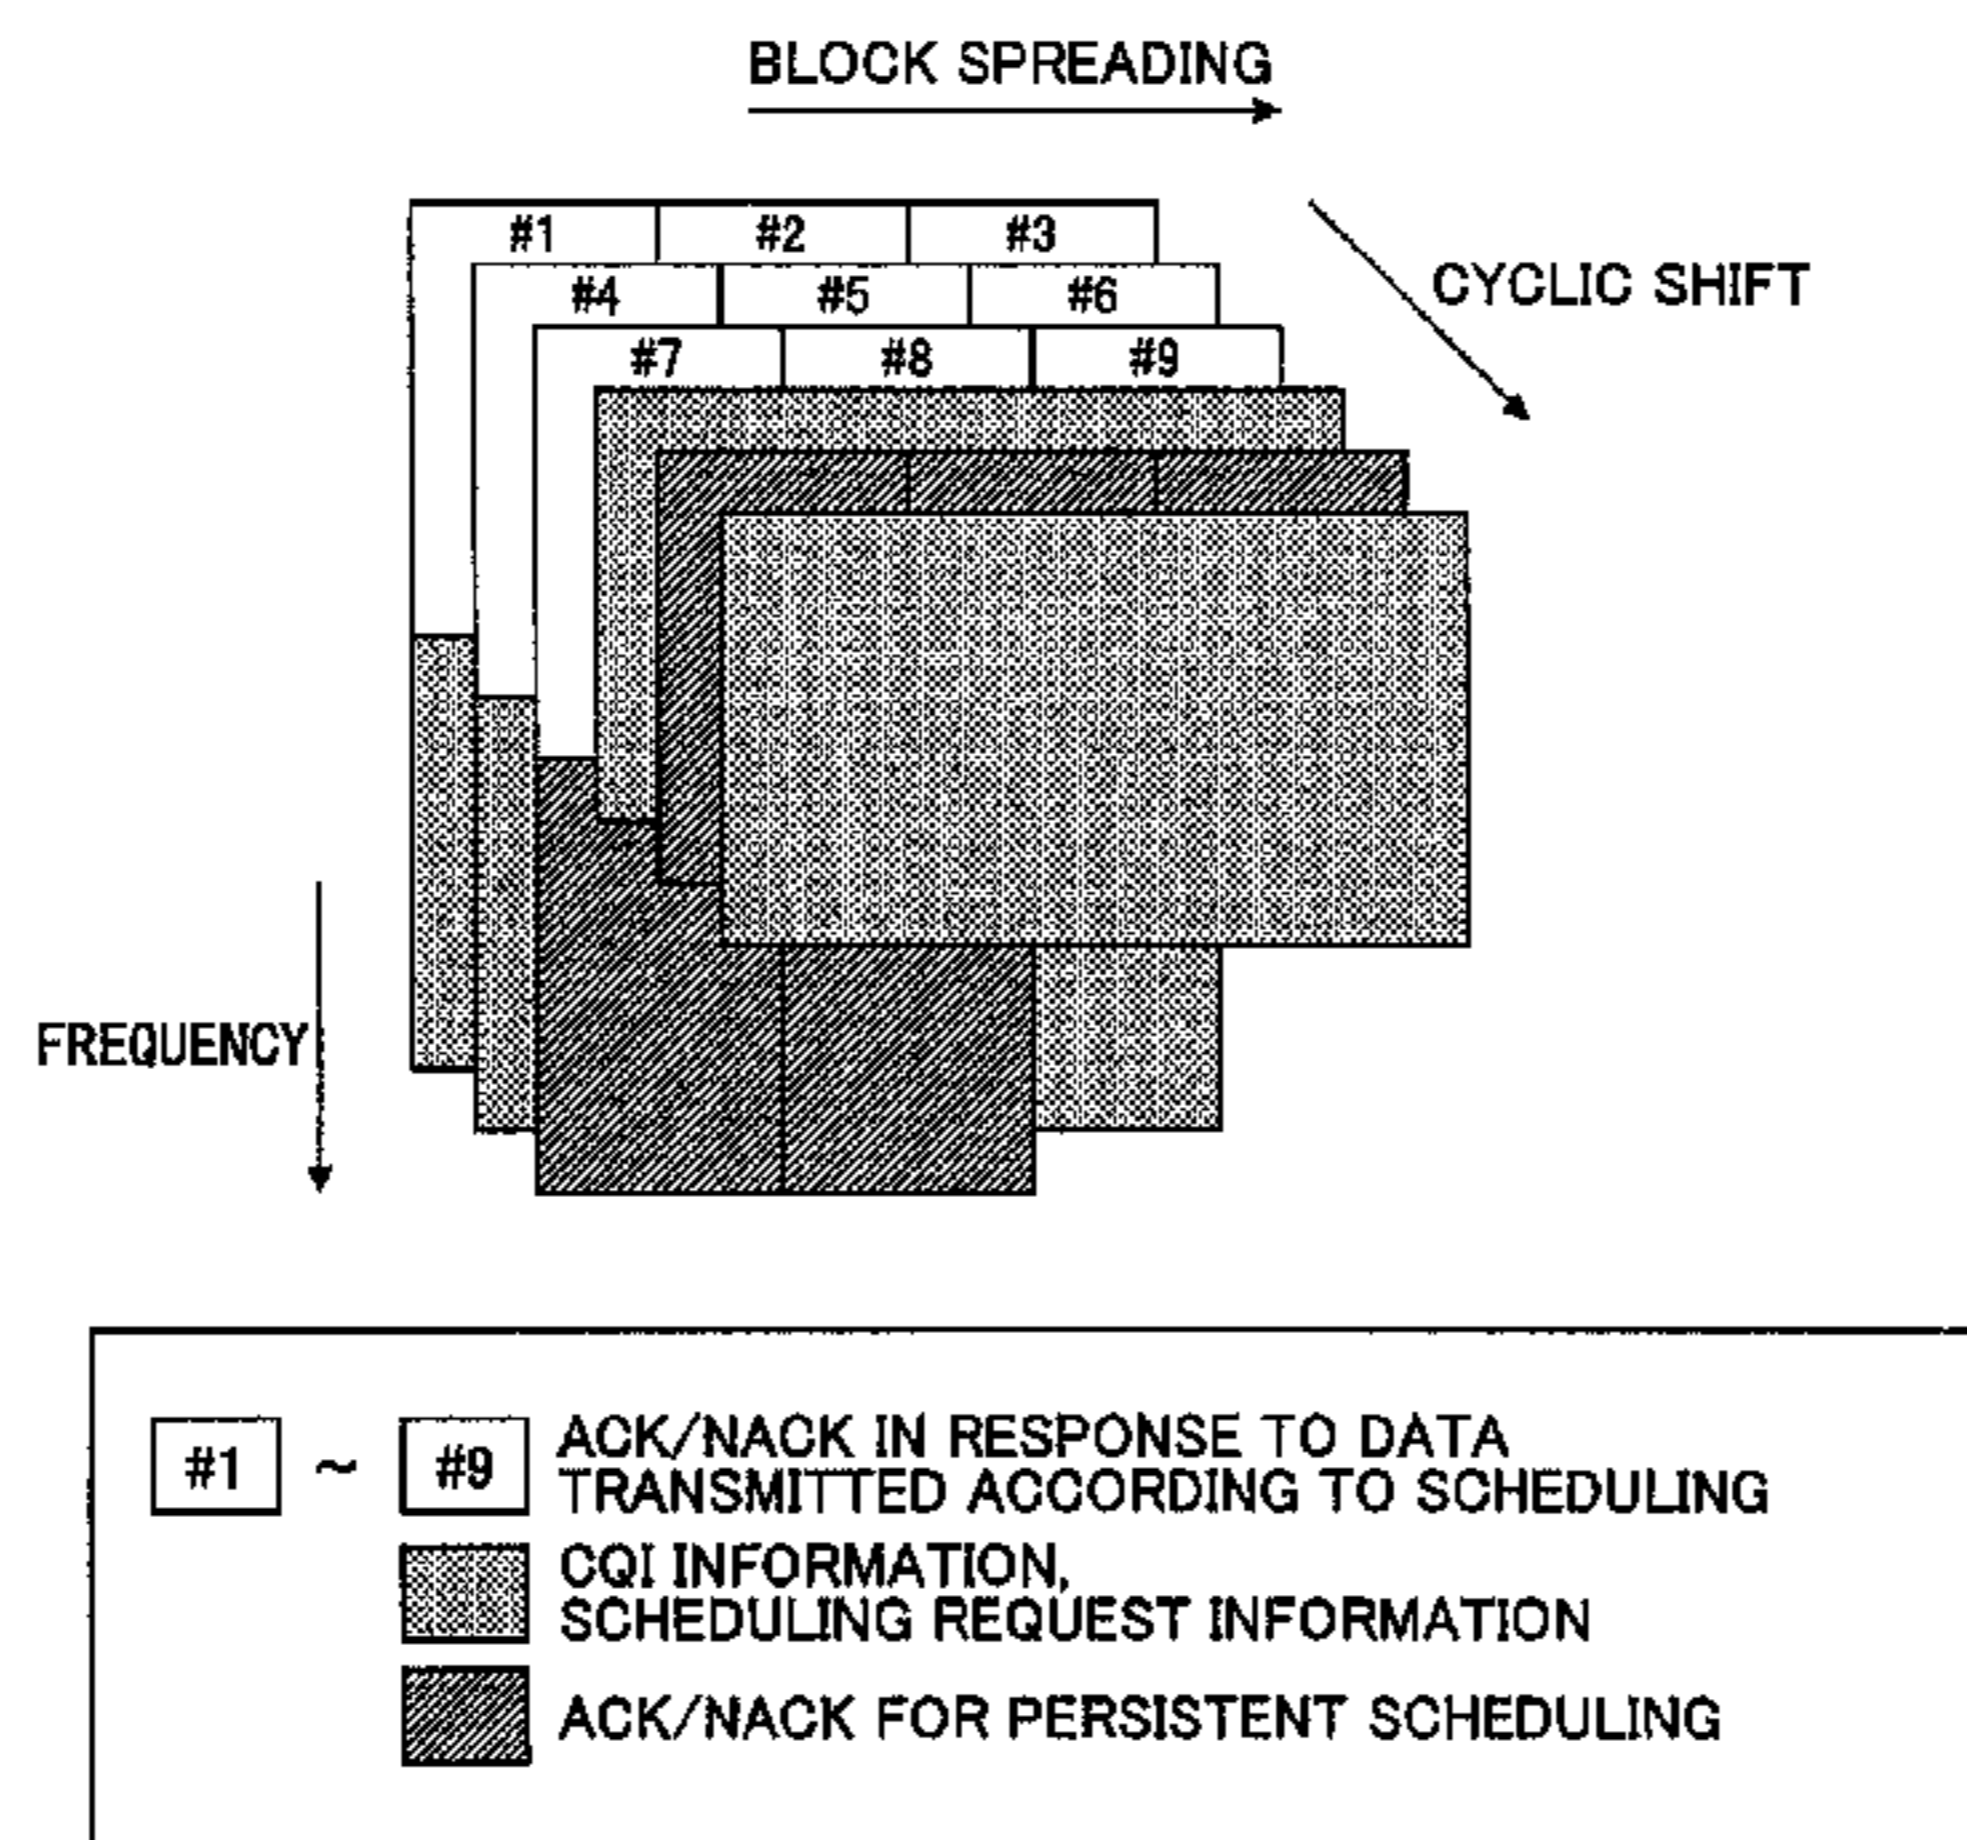 BLOCK SPREADING
#1 #2 #3
CYCLIC SHIFT
#4 #5 #6
#7 #8 #9
FREQUENCY
#1 ~ #9 ACK/NACK IN RESPONSE TO DATA
TRANSMITTED ACCORDING TO SCHEDULING
CQI INFORMATION,
SCHEDULING REQUEST INFORMATION
ACK/NACK FOR PERSISTENT SCHEDULING